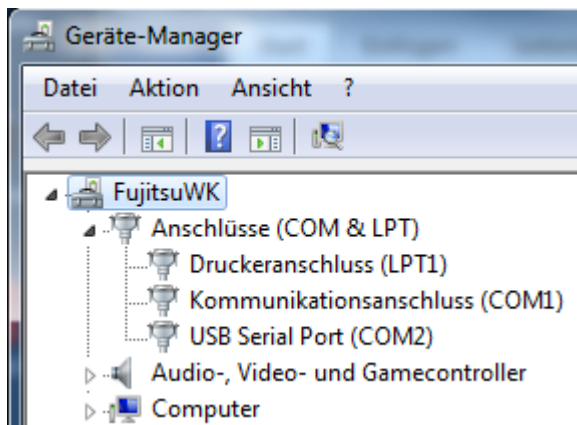 Geräte-Manager
Datei Aktion Ansicht ?
FujitsuWK
Anschlüsse (COM & LPT)
Druckeranschluss (LPT1)
Kommunikationsanschluss (COM1)
USB Serial Port (COM2)
Audio-, Video- und Gamecontroller
Computer